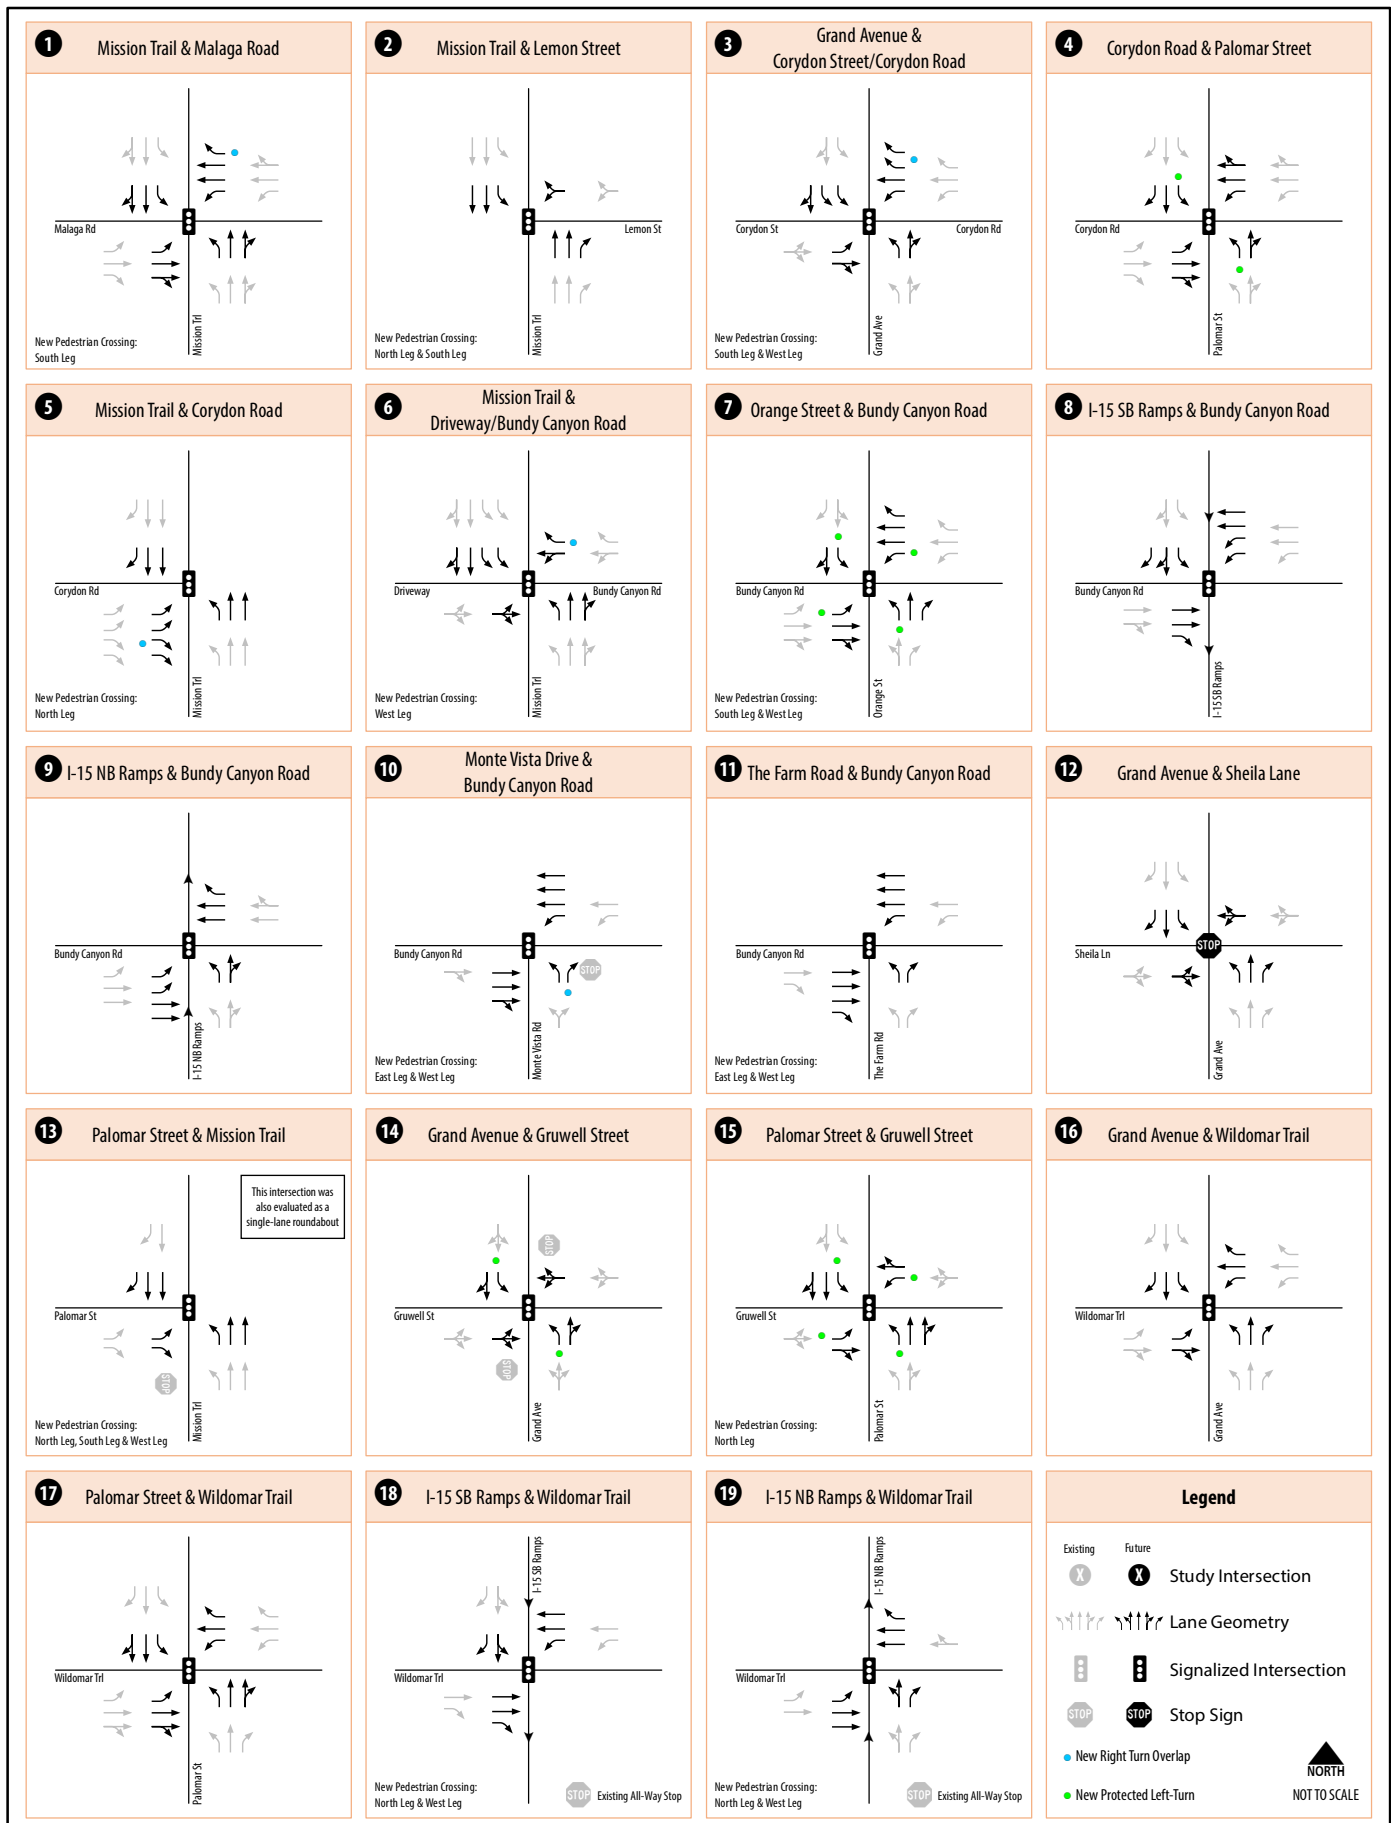 1
Mission Trail & Malaga Road
Malaga Rd
Mission Trl
New Pedestrian Crossing:
South Leg
2
Mission Trail & Lemon Street
Lemon St
Mission Trl
New Pedestrian Crossing:
North Leg & South Leg
3
Grand Avenue &
Corydon Street/Corydon Road
Corydon St
Corydon Rd
Grand Ave
New Pedestrian Crossing:
South Leg & West Leg
4
Corydon Road & Palomar Street
Corydon Rd
Palomar St
5
Mission Trail & Corydon Road
Corydon Rd
Mission Trl
New Pedestrian Crossing:
North Leg
6
Mission Trail &
Driveway/Bundy Canyon Road
Driveway
Bundy Canyon Rd
Mission Trl
New Pedestrian Crossing:
West Leg
7
Orange Street & Bundy Canyon Road
Bundy Canyon Rd
Orange St
New Pedestrian Crossing:
South Leg & West Leg
8
I-15 SB Ramps & Bundy Canyon Road
Bundy Canyon Rd
I-15 SB Ramps
9
I-15 NB Ramps & Bundy Canyon Road
Bundy Canyon Rd
I-15 NB Ramps
10
Monte Vista Drive &
Bundy Canyon Road
Bundy Canyon Rd
STOP
Monte Vista Rd
New Pedestrian Crossing:
East Leg & West Leg
11
The Farm Road & Bundy Canyon Road
Bundy Canyon Rd
The Farm Rd
New Pedestrian Crossing:
East Leg & West Leg
12
Grand Avenue & Sheila Lane
STOP
Sheila Ln
Grand Ave
13
Palomar Street & Mission Trail
This intersection was
also evaluated as a
single-lane roundabout
Palomar St
STOP
Mission Trl
New Pedestrian Crossing:
North Leg, South Leg & West Leg
14
Grand Avenue & Gruwell Street
STOP
Gruwell St
STOP
Grand Ave
15
Palomar Street & Gruwell Street
Gruwell St
Palomar St
New Pedestrian Crossing:
North Leg
16
Grand Avenue & Wildomar Trail
Wildomar Trl
Grand Ave
17
Palomar Street & Wildomar Trail
Wildomar Trl
Palomar St
18
I-15 SB Ramps & Wildomar Trail
I-15 SB Ramps
Wildomar Trl
New Pedestrian Crossing:
North Leg & West Leg
STOP Existing All-Way Stop
19
I-15 NB Ramps & Wildomar Trail
I-15 NB Ramps
Wildomar Trl
New Pedestrian Crossing:
North Leg & West Leg
STOP Existing All-Way Stop
Legend
Existing Future
X X Study Intersection
Lane Geometry
Signalized Intersection
STOP STOP Stop Sign
New Right Turn Overlap
New Protected Left-Turn
NORTH
NOT TO SCALE